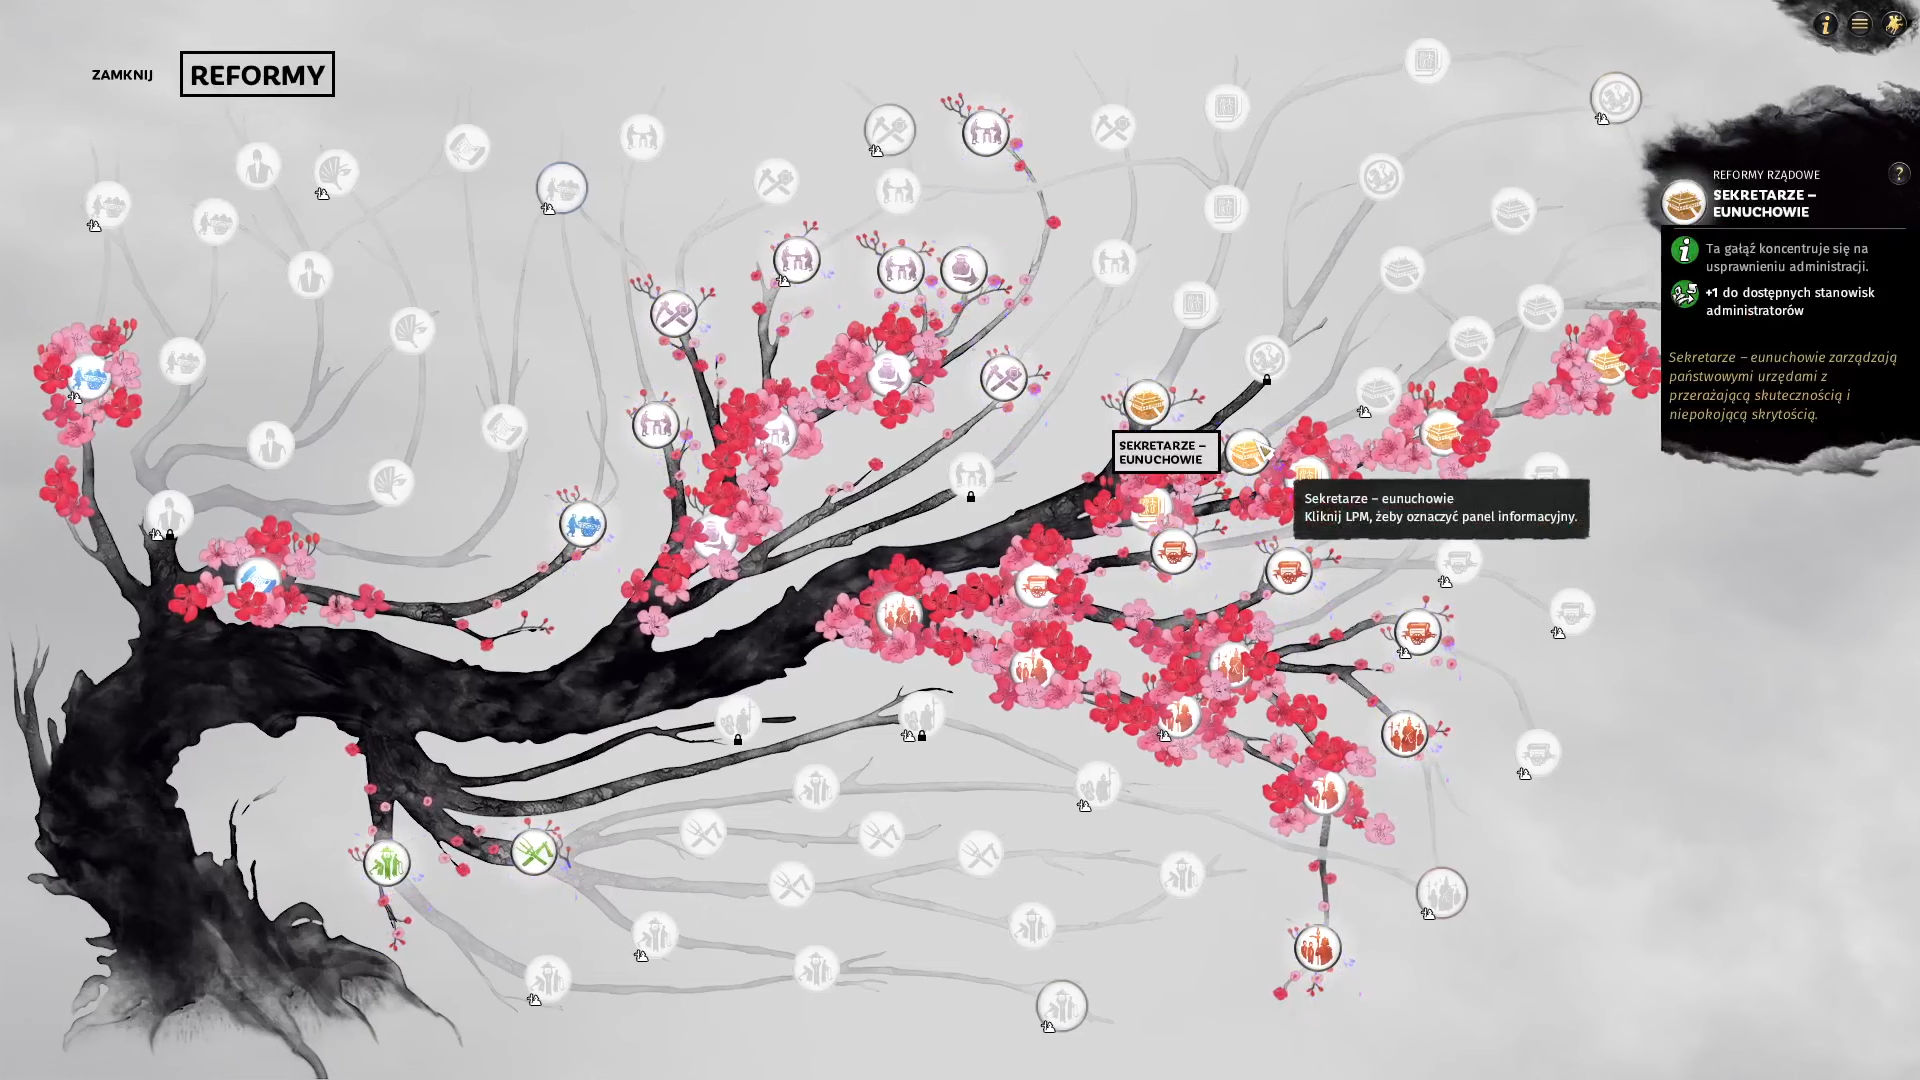 ZAMKNIJ
REFORMY
REFORMY RZĄDOWE
SEKRETARZE –
EUNUCHOWIE
?
Ta gałąź koncentruje się na
usprawnieniu administracji.
+1 do dostępnych stanowisk
administratorów
Sekretarze – eunuchowie zarządzają
państwowymi urzędami z
przerażającą skutecznością i
niepokojącą skrytością.
SEKRETARZE –
EUNUCHOWIE
Sekretarze – eunuchowie
Kliknij LPM, żeby oznaczyć panel informacyjny.